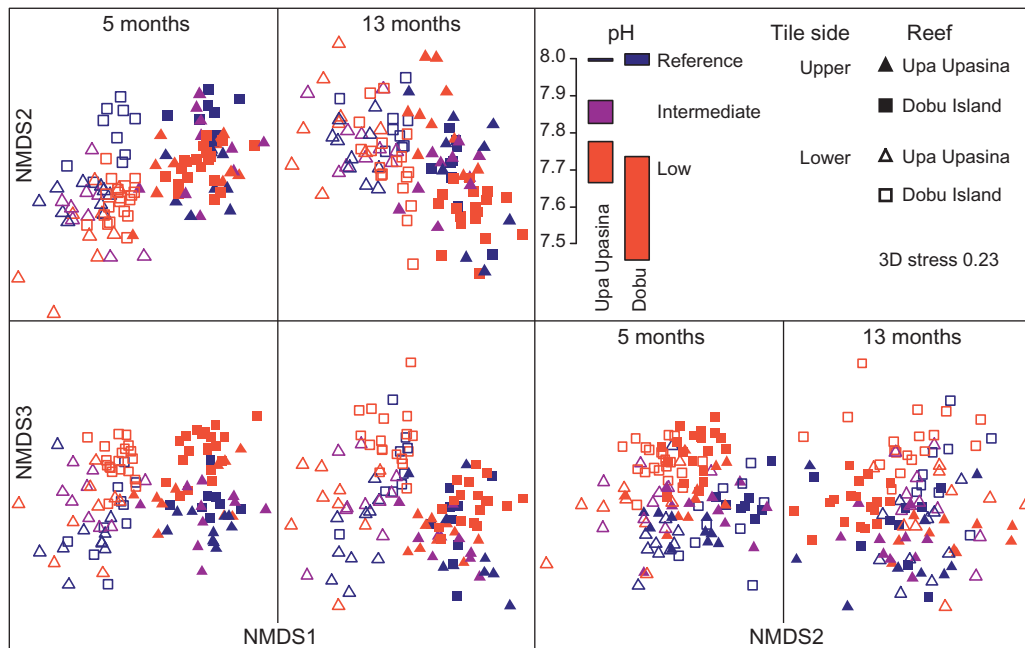 5 months
13 months
NMDS2
pH
Tile side
Reef
8.0
7.9
7.8
7.7
7.6
7.5
Reference
Intermediate
Low
Upa Upasina
Dobu
Upper
Upa Upasina
Dobu Island
Lower
Upa Upasina
Dobu Island
3D stress 0.23
NMDS3
5 months
13 months
NMDS1
NMDS2